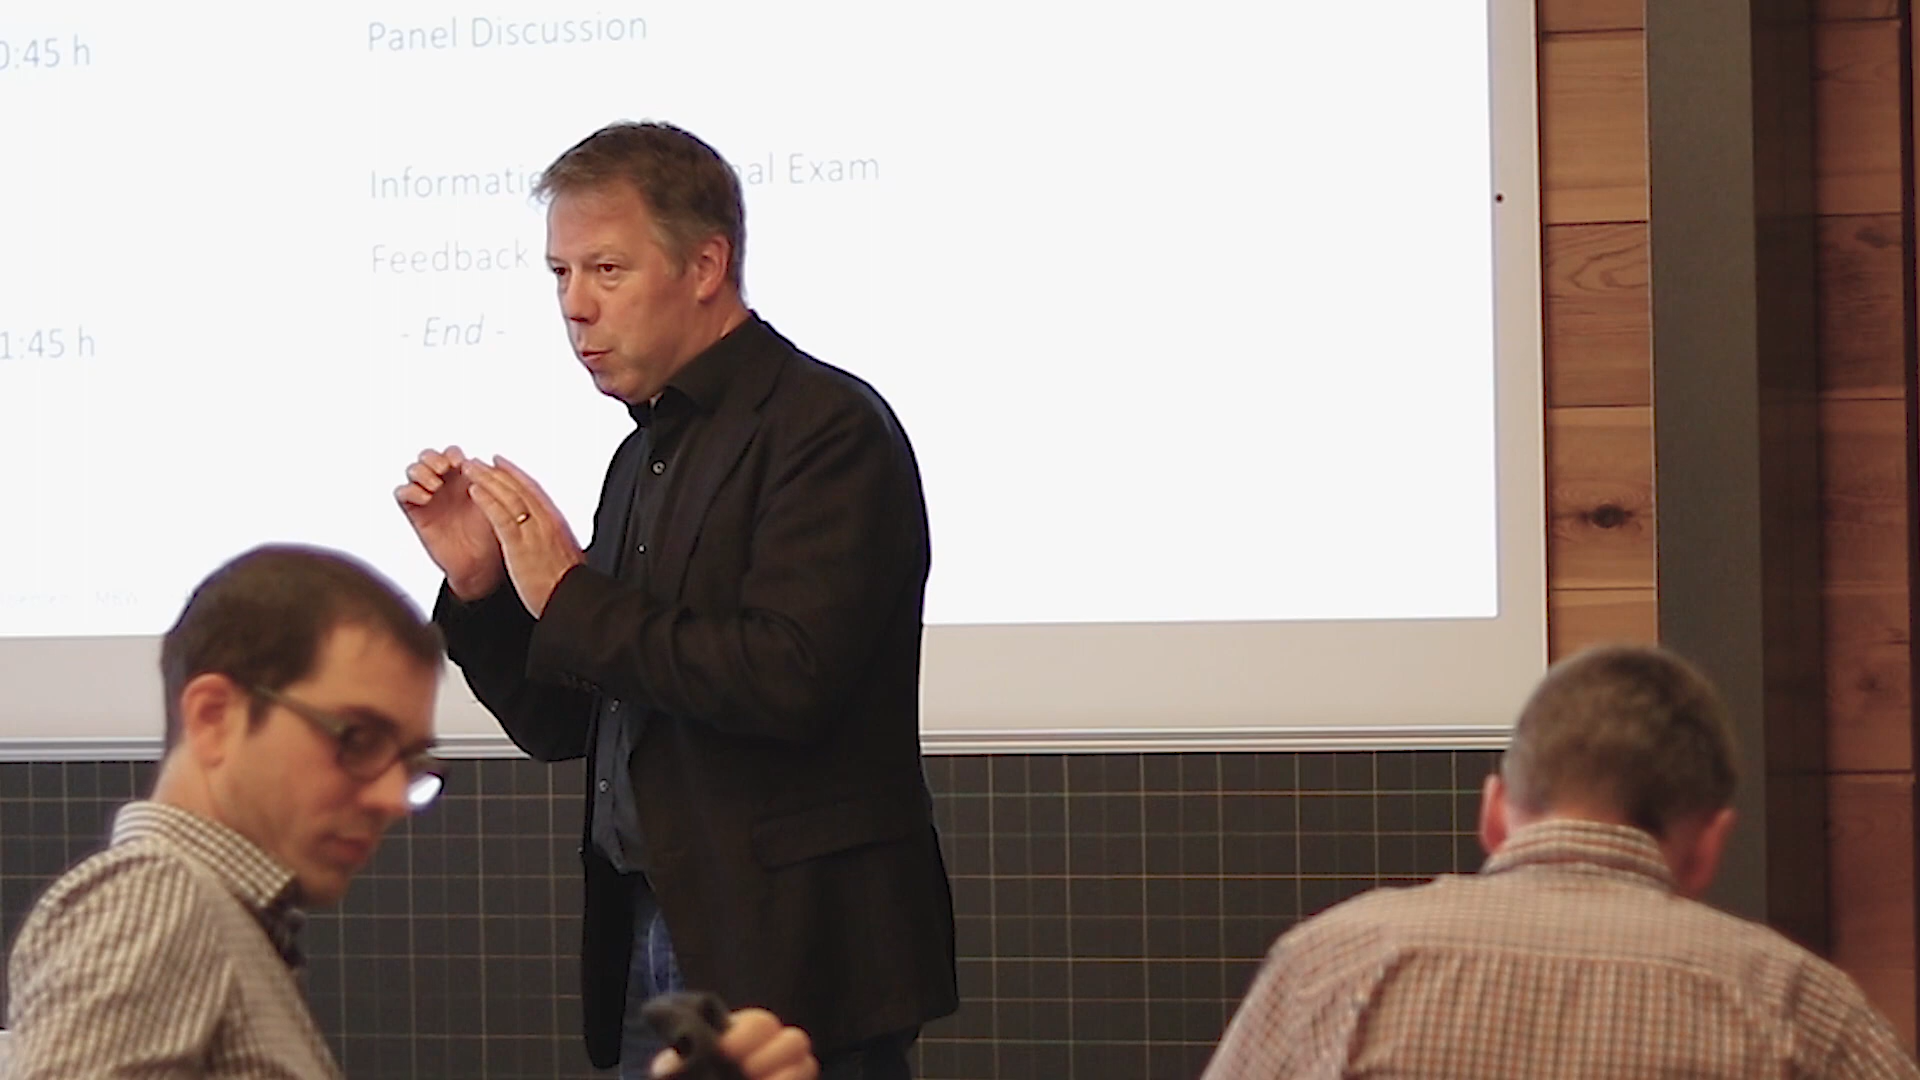 0:45 h Panel Discussion
Informati al Exam
Feedback
- End -
1:45 h